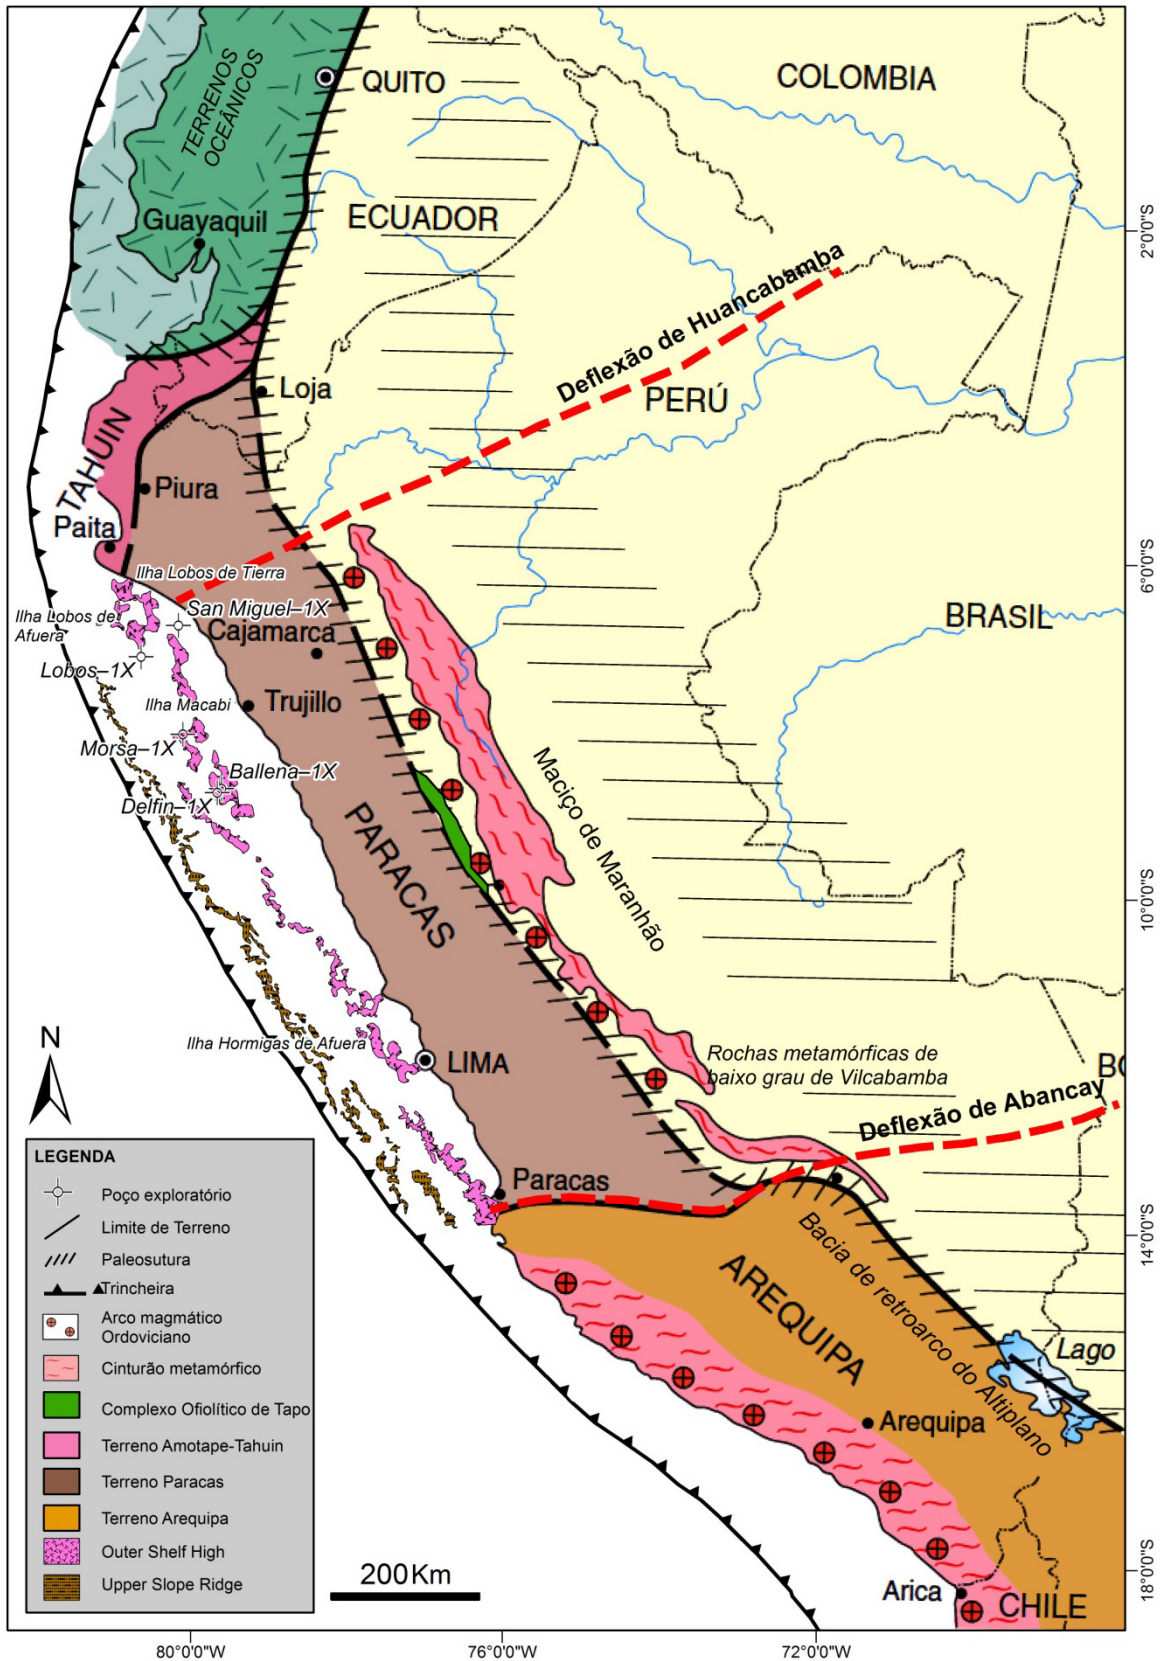 TERRENOS
OCEÂNICOS
QUITO
COLOMBIA
Guayaquil
ECUADOR
2°0'0"S
Deflexão de Huancabamba
Loja
PERÚ
TAHUIN
Piura
Paita
6°0'0"S
Ilha Lobos de Tierra
Ilha Lobos de
Afuera
San Miguel–1X
Cajamarca
BRASIL
Lobos–1X
Ilha Macabi
Trujillo
Morsa–1X
Ballena–1X
Delfin–1X
Maciço de Maranhão
PARACAS
10°0'0"S
Ilha Hormigas de Afuera
LIMA
N
Rochas metamórficas de
baixo grau de Vilcabamba
BO
Deflexão de Abancay
Paracas
14°0'0"S
Bacia de retroarco do Altiplano
AREQUIPA
Lago
Arequipa
Arica
CHILE
18°0'0"S
LEGENDA
Poço exploratório
Limite de Terreno
Paleosutura
Trincheira
Arco magmático
Ordoviciano
Cinturão metamórfico
Complexo Ofiolítico de Tapo
Terreno Amotape-Tahuin
Terreno Paracas
Terreno Arequipa
Outer Shelf High
Upper Slope Ridge
200Km
80°0'0"W
76°0'0"W
72°0'0"W